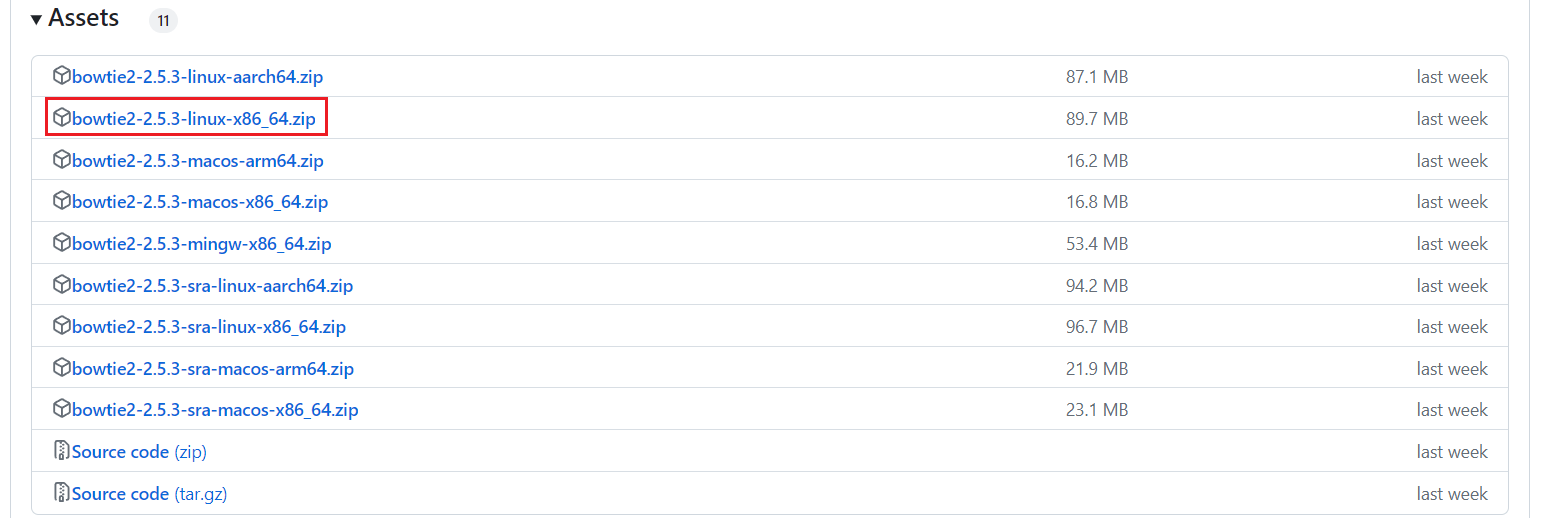 Assets 11
bowtie2-2.5.3-linux-aarch64.zip 87.1 MB last week
bowtie2-2.5.3-linux-x86_64.zip 89.7 MB last week
bowtie2-2.5.3-macos-arm64.zip 16.2 MB last week
bowtie2-2.5.3-macos-x86_64.zip 16.8 MB last week
bowtie2-2.5.3-mingw-x86_64.zip 53.4 MB last week
bowtie2-2.5.3-sra-linux-aarch64.zip 94.2 MB last week
bowtie2-2.5.3-sra-linux-x86_64.zip 96.7 MB last week
bowtie2-2.5.3-sra-macos-arm64.zip 21.9 MB last week
bowtie2-2.5.3-sra-macos-x86_64.zip 23.1 MB last week
Source code (zip) last week
Source code (tar.gz) last week